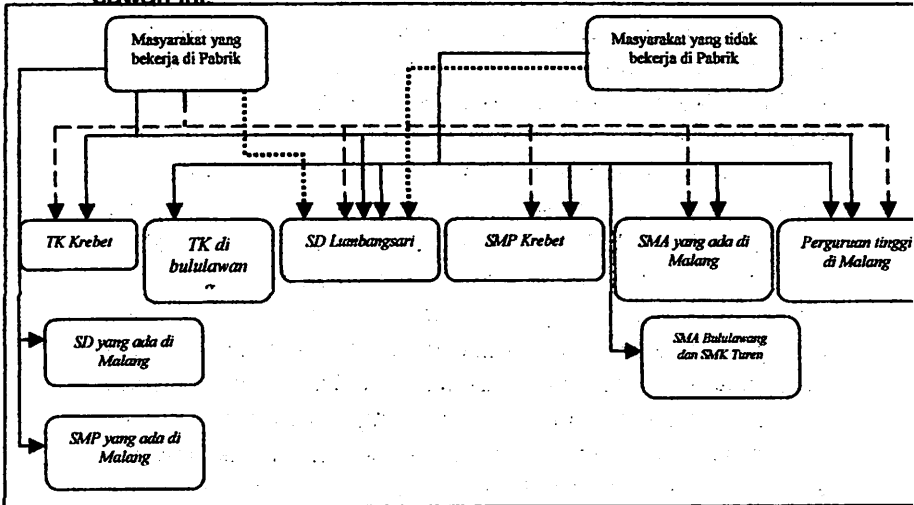 Masyarakat yang
bekerja di Pabrik
Masyarakat yang tidak
bekerja di Pabrik
TK Krebet
TK di
bululawan
g
SD Lumbangsari
SMP Krebet
SMA yang ada di
Malang
Perguruan tinggi
di Malang
SD yang ada di
Malang
SMA Bululawang
dan SMK Turen
SMP yang ada di
Malang